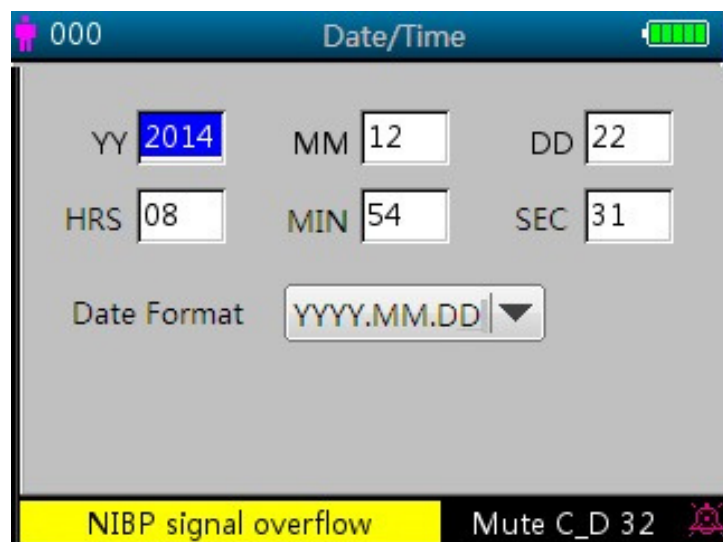 000 Date/Time
YY 2014 MM 12 DD 22
HRS 08 MIN 54 SEC 31
Date Format YYYY.MM.DD
NIBP signal overflow Mute C_D 32